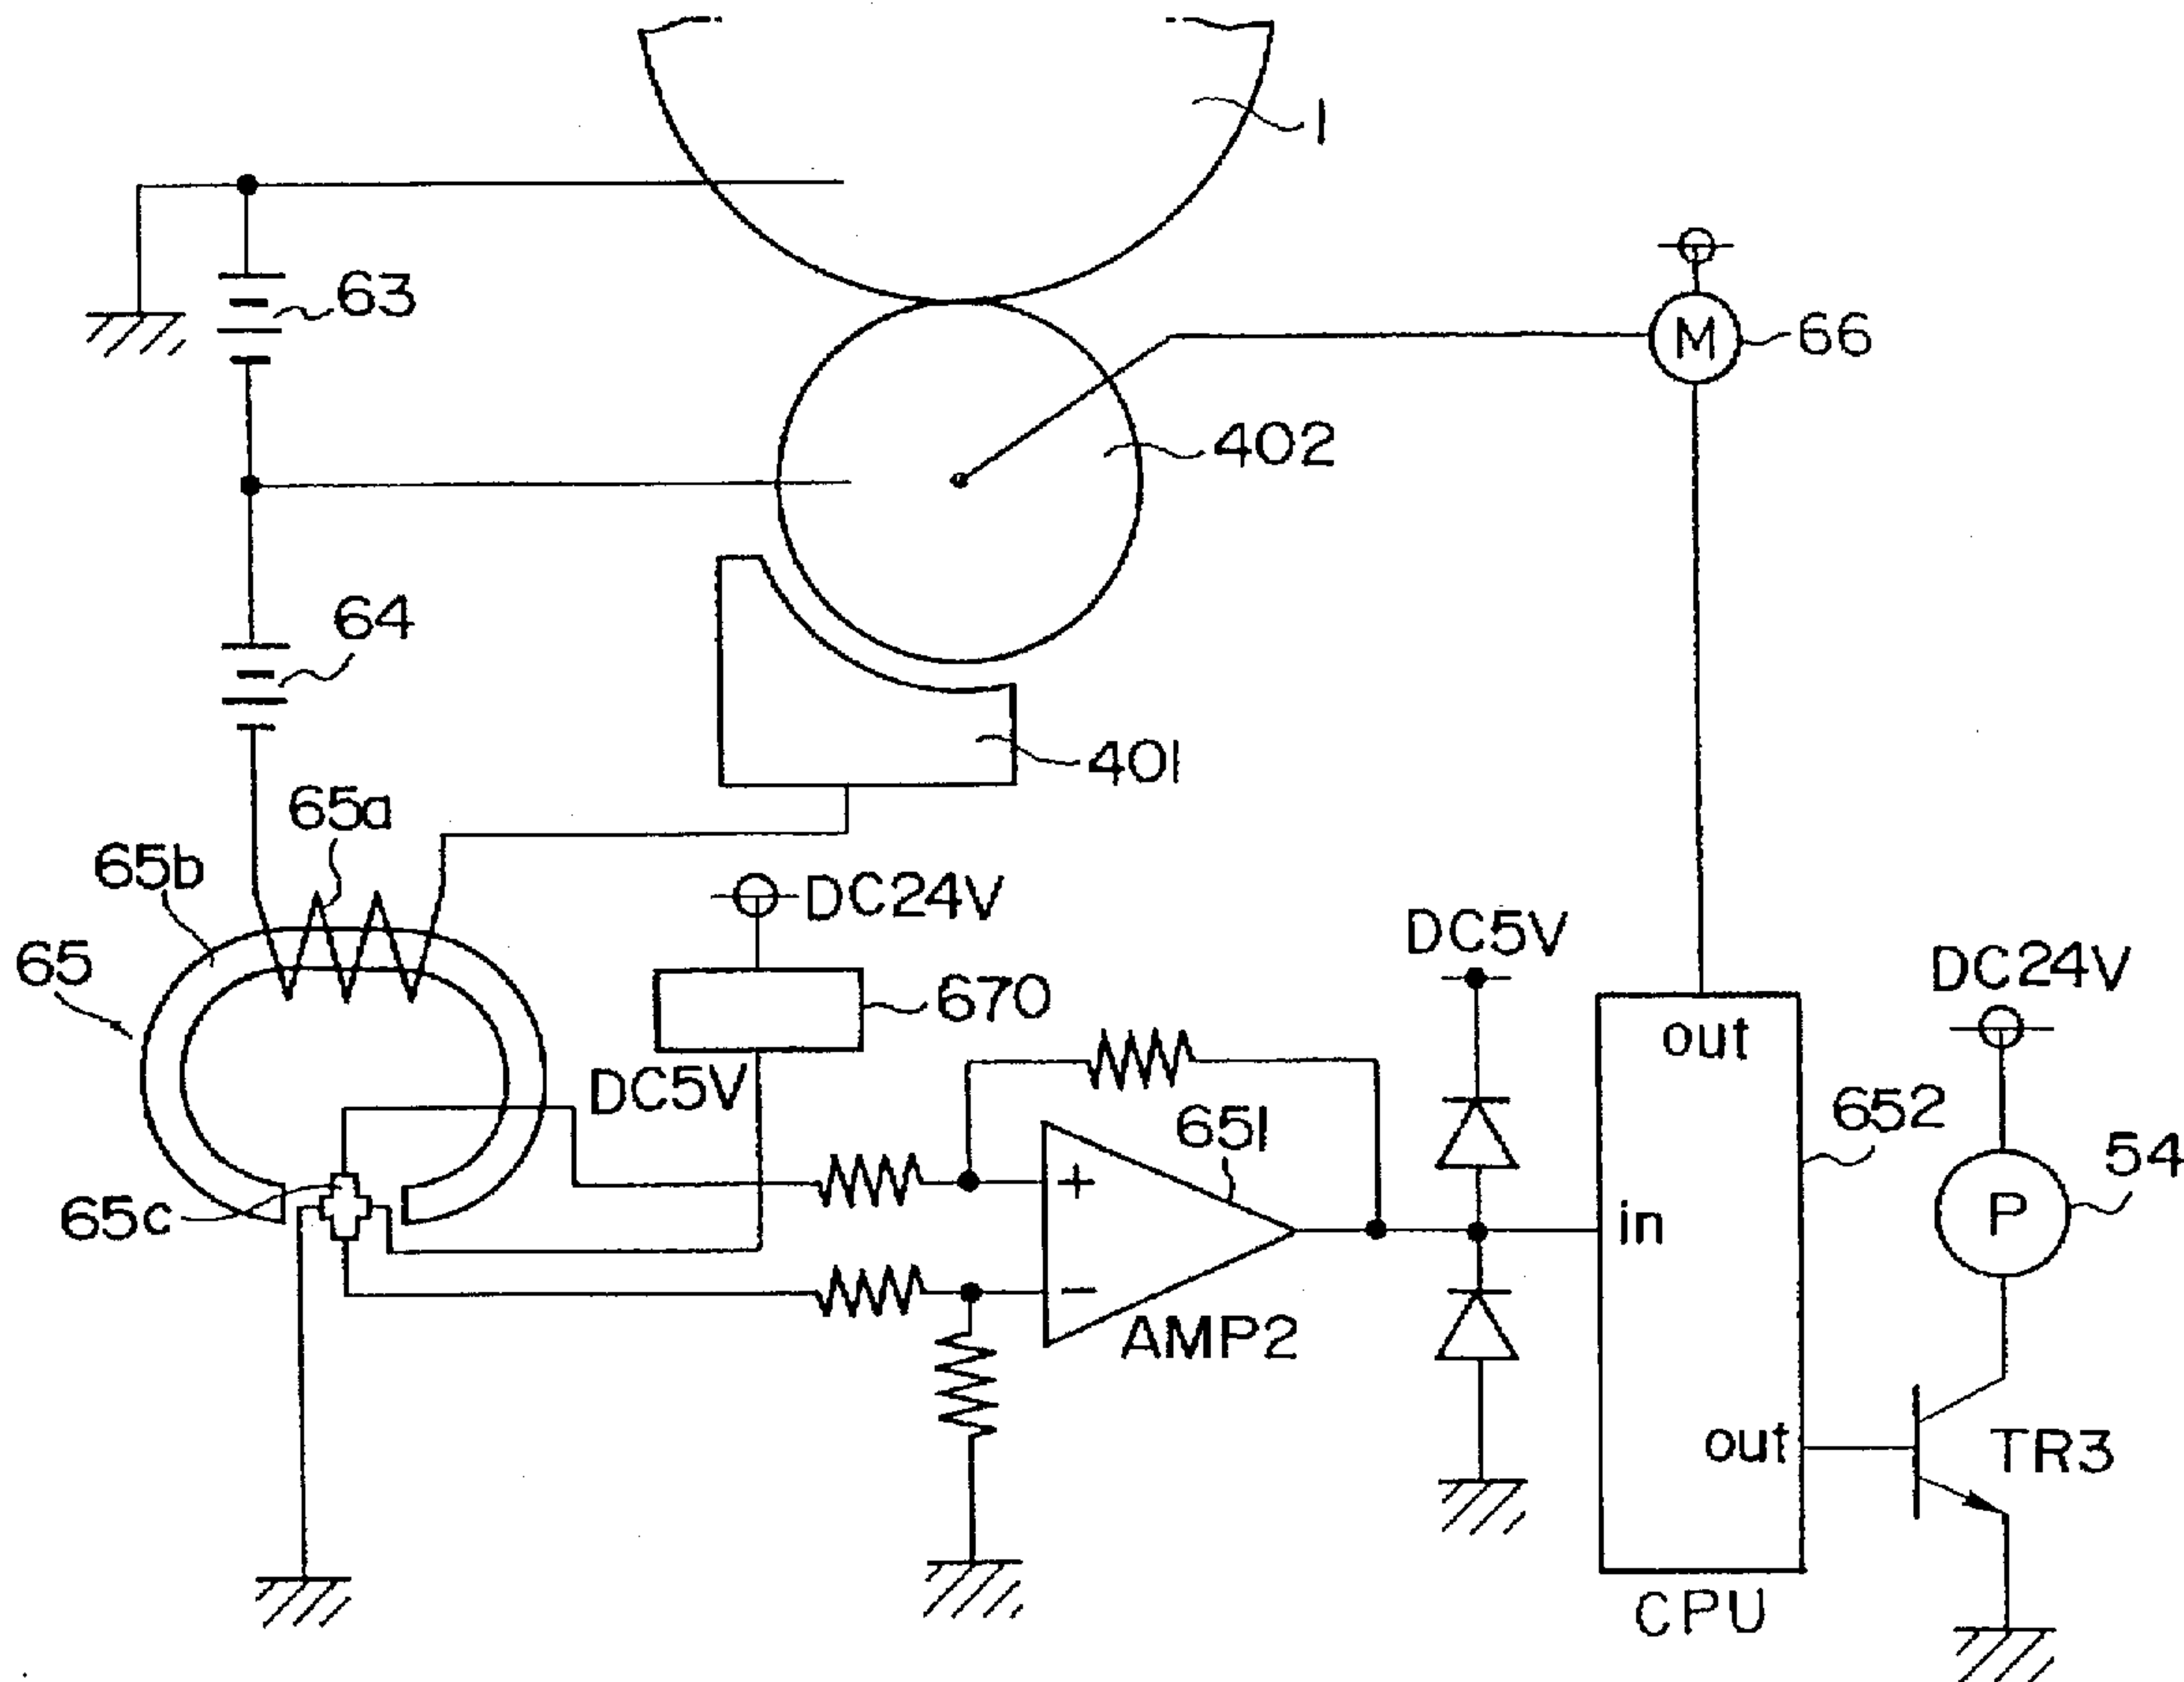 1
63
M
66
402
64
401
65a
65b
DC24V
DC5V
65
DC24V
670
out
DC5V
652
651
54
P
+
65c
in
−
AMP2
out
TR3
CPU